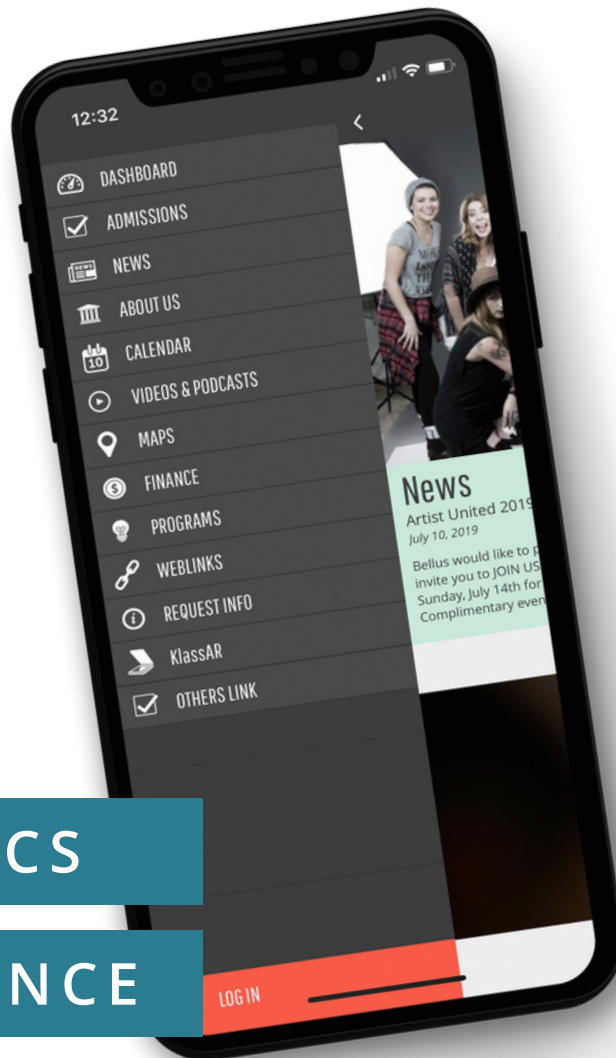 12:32
DASHBOARD
ADMISSIONS
NEWS
NEWS
ABOUT US
10
CALENDAR
VIDEOS & PODCASTS
MAPS
$
FINANCE
PROGRAMS
WEBLINKS
i
REQUEST INFO
KlassAR
OTHERS LINK
LOG IN
News
Artist United 2019
July 10, 2019
Bellus would like to
invite you to JOIN US
Sunday, July 14th for
Complimentary even
CS
NCE